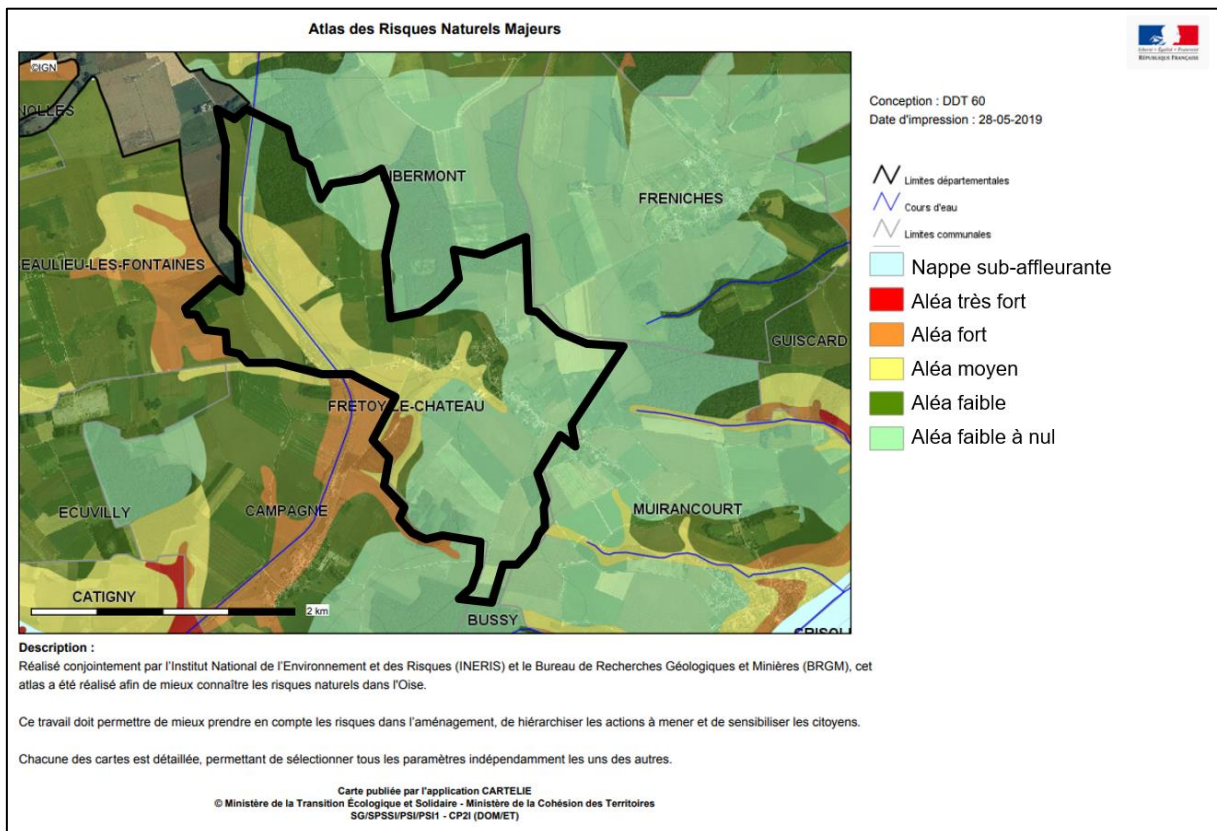 Atlas des Risques Naturels Majeurs
Liberté • Égalité • Fraternité
RÉPUBLIQUE FRANÇAISE
©IGN
NOLLES
LIBERMONT
FRENICHES
EAULIEU-LES-FONTAINES
GUISCARD
FRETOY-LE-CHATEAU
ECUVILLY
CAMPAGNE
MUIRANCOURT
CATIGNY
2 km
BUSSY
CRISOLL
Conception : DDT 60
Date d'impression : 28-05-2019
Limites départementales
Cours d'eau
Limites communales
Nappe sub-affleurante
Aléa très fort
Aléa fort
Aléa moyen
Aléa faible
Aléa faible à nul
Description :
Réalisé conjointement par l'Institut National de l'Environnement et des Risques (INERIS) et le Bureau de Recherches Géologiques et Minières (BRGM), cet
atlas a été réalisé afin de mieux connaître les risques naturels dans l'Oise.
Ce travail doit permettre de mieux prendre en compte les risques dans l'aménagement, de hiérarchiser les actions à mener et de sensibiliser les citoyens.
Chacune des cartes est détaillée, permettant de sélectionner tous les paramètres indépendamment les uns des autres.
Carte publiée par l'application CARTELIE
© Ministère de la Transition Écologique et Solidaire - Ministère de la Cohésion des Territoires
SG/SPSSI/PSI/PSI1 - CP2I (DOM/ET)